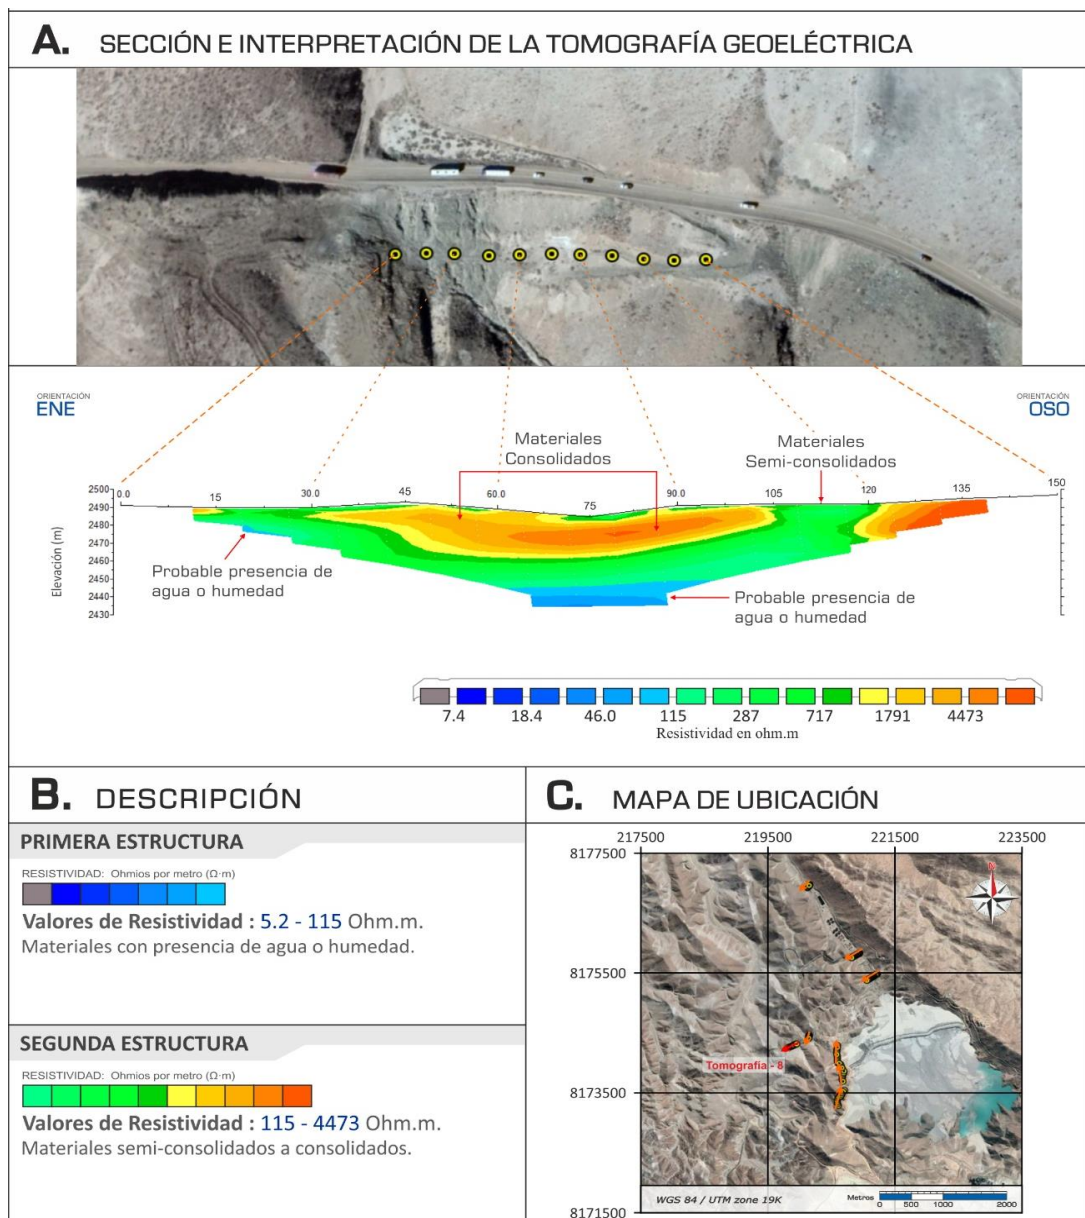 A. SECCIÓN E INTERPRETACIÓN DE LA TOMOGRAFÍA GEOELÉCTRICA
ORIENTACIÓN
ENE
ORIENTACIÓN
OSO
Materiales
Consolidados
Materiales
Semi-consolidados
0.0 15 30.0 45 60.0 75 90.0 105 120 135 150
Elevación (m)
2500
2490
2480
2470
2460
2450
2440
2430
Probable presencia de
agua o humedad
Probable presencia de
agua o humedad
7.4 18.4 46.0 115 287 717 1791 4473
Resistividad en ohm.m
B. DESCRIPCIÓN
PRIMERA ESTRUCTURA
RESISTIVIDAD: Ohmios por metro (Ω·m)
Valores de Resistividad : 5.2 - 115 Ohm.m.
Materiales con presencia de agua o humedad.
SEGUNDA ESTRUCTURA
RESISTIVIDAD: Ohmios por metro (Ω·m)
Valores de Resistividad : 115 - 4473 Ohm.m.
Materiales semi-consolidados a consolidados.
C. MAPA DE UBICACIÓN
217500 219500 221500 223500
8177500
8175500
8173500
8171500
Tomografia - 8
WGS 84 / UTM zone 19K
Metros
0 500 1000 2000